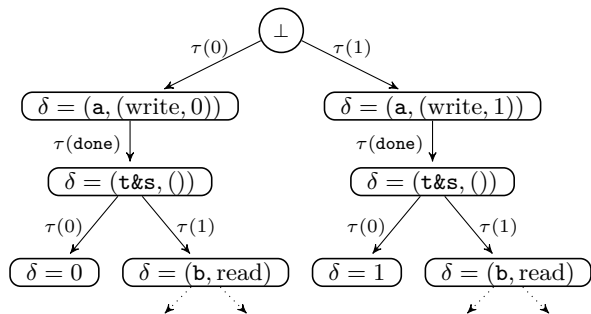 ⊥
τ(0) τ(1)
δ = (a, (write, 0)) δ = (a, (write, 1))
τ(done) τ(done)
δ = (t&s, ()) δ = (t&s, ())
τ(0) τ(1) τ(0) τ(1)
δ = 0 δ = (b, read) δ = 1 δ = (b, read)